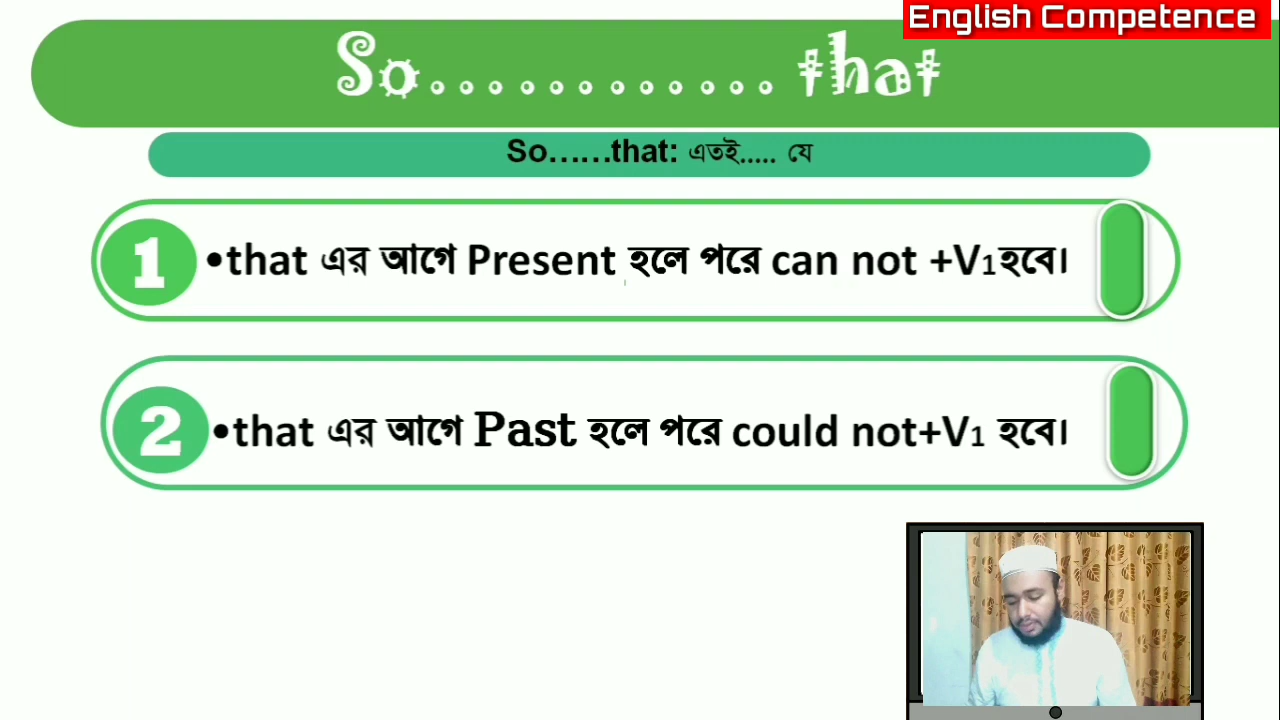 English Competence
So............ that
So……that: এতই..... যে
1 •that এর আগে Present হলে পরে can not +V1হবে।
2 •that এর আগে Past হলে পরে could not+V1 হবে।